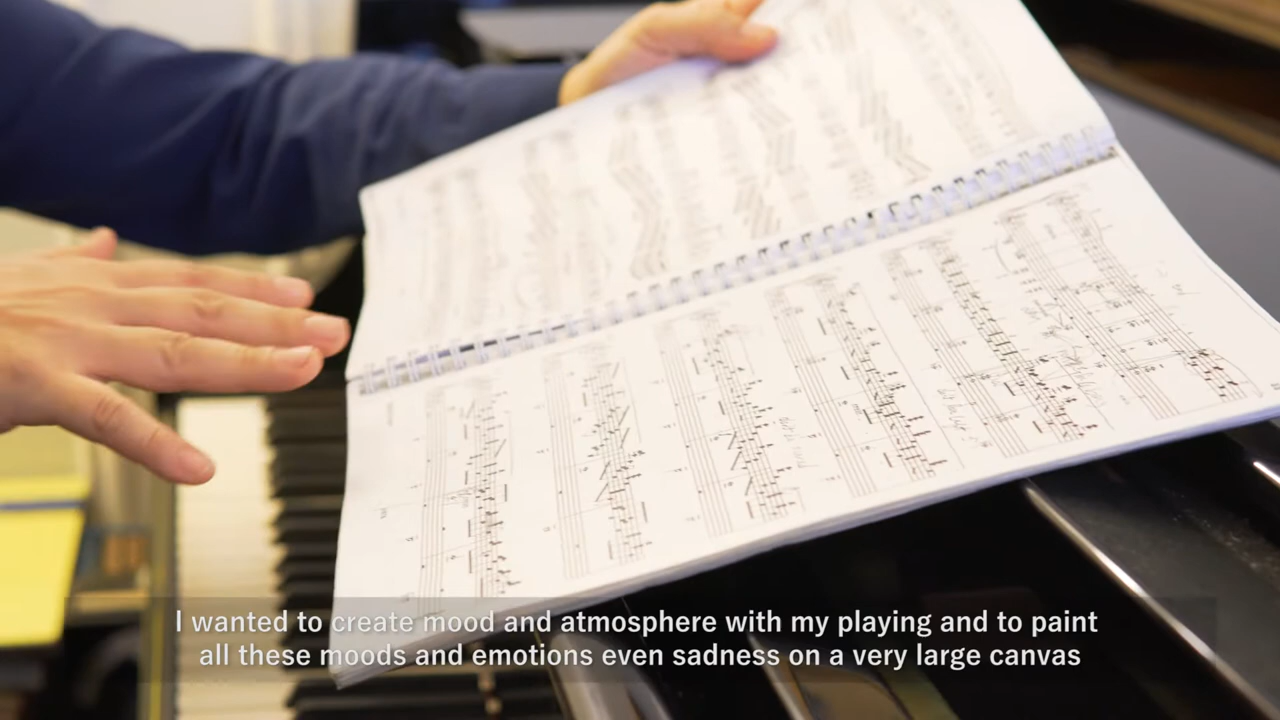 I wanted to create mood and atmosphere with my playing and to paint
all these moods and emotions even sadness on a very large canvas